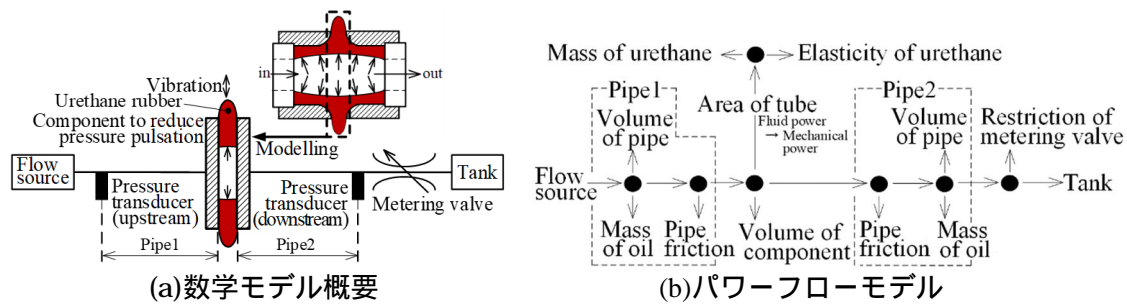 in
out
Vibration
Urethane rubber
Component to reduce
pressure pulsation
Modelling
Flow
source
Pressure
transducer
(upstream)
Pressure
transducer
(downstream)
Metering valve
Tank
Pipe1
Pipe2
(a)数学モデル概要
Mass of urethane
Elasticity of urethane
Pipe1
Volume
of pipe
Area of tube
Fluid power
→ Mechanical
power
Pipe2
Volume
of pipe
Restriction of
metering valve
Flow
source
Tank
Mass
of oil
Pipe
friction
Volume of
component
Pipe
friction
Mass
of oil
(b)パワーフローモデル